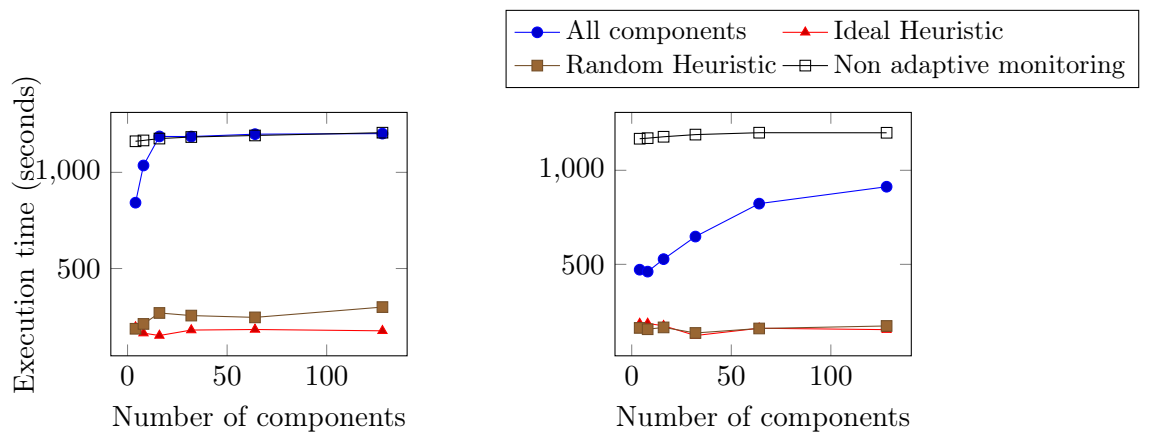 All components
Ideal Heuristic
Random Heuristic
Non adaptive monitoring
Execution time (seconds)
1,000
500
0 50 100
Number of components
1,000
500
0 50 100
Number of components